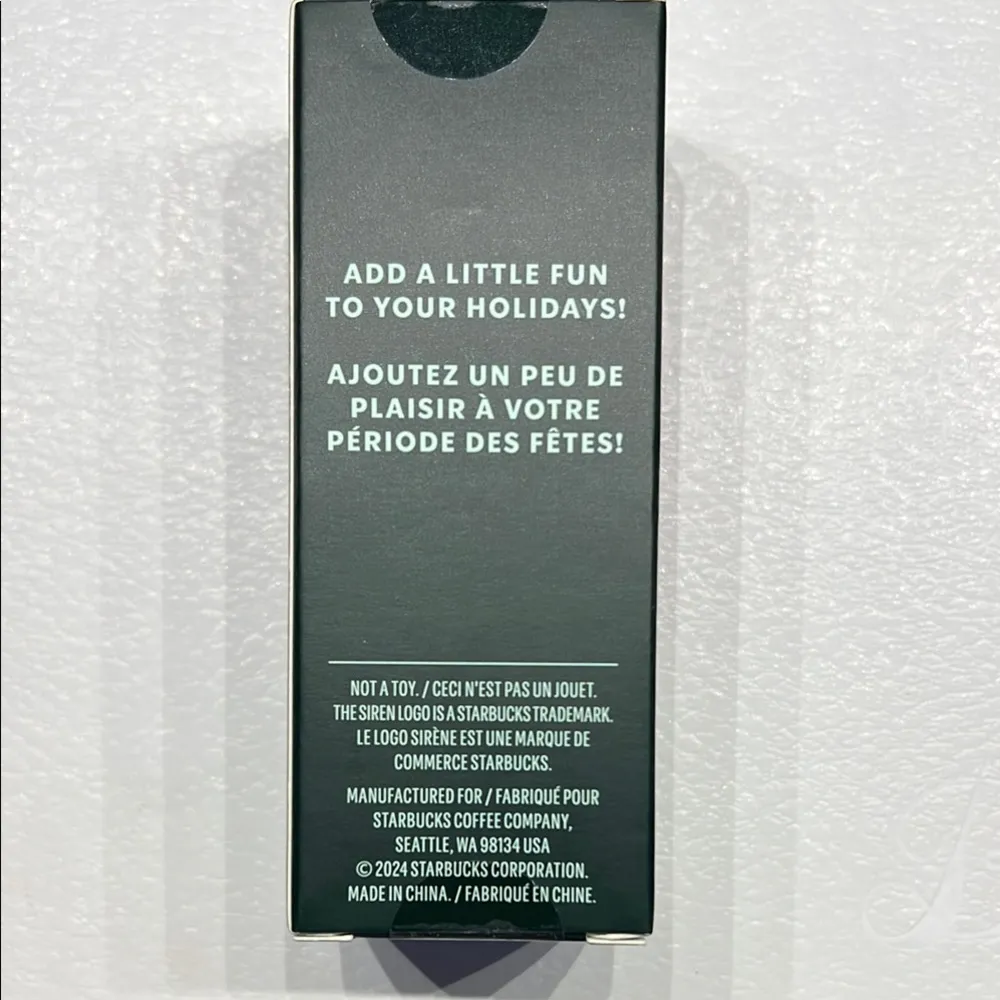 ADD A LITTLE FUN
TO YOUR HOLIDAYS!
AJOUTEZ UN PEU DE
PLAISIR À VOTRE
PÉRIODE DES FÊTES!
NOT A TOY. / CECI N'EST PAS UN JOUET.
THE SIREN LOGO IS A STARBUCKS TRADEMARK.
LE LOGO SIRÈNE EST UNE MARQUE DE
COMMERCE STARBUCKS.
MANUFACTURED FOR / FABRIQUÉ POUR
STARBUCKS COFFEE COMPANY,
SEATTLE, WA 98134 USA
© 2024 STARBUCKS CORPORATION.
MADE IN CHINA. / FABRIQUÉ EN CHINE.